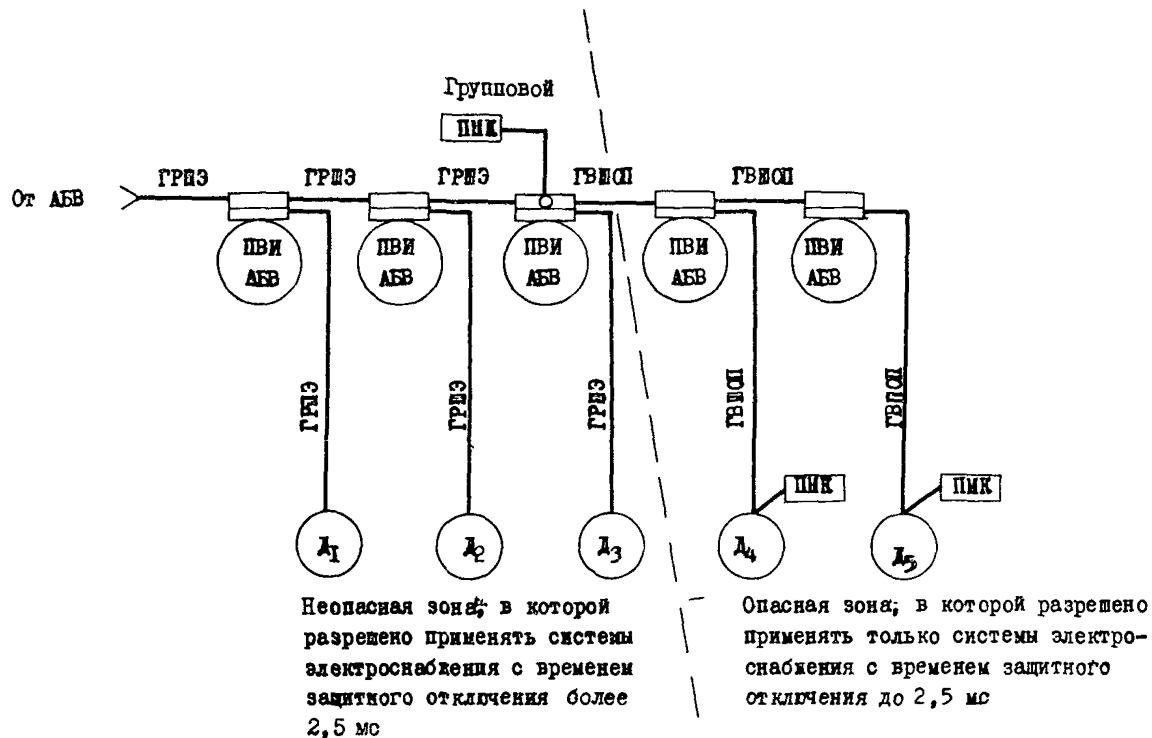 Групповой
ПМК
ГРШЭ
ГРШЭ
ГРШЭ
ГВШОП
ГВШОП
От АБВ
ПВИ
АБВ
ПВИ
АБВ
ПВИ
АБВ
ПВИ
АБВ
ПВИ
АБВ
ГРШЭ
ГРШЭ
ГРШЭ
ГВШОП
ГВШОП
ПМК
ПМК
Д1
Д2
Д3
Д4
Д5
Неопасная зона, в которой
разрешено применять системы
электроснабжения с временем
защитного отключения более
2,5 мс
Опасная зона, в которой разрешено
применять только системы электро-
снабжения с временем защитного
отключения до 2,5 мс